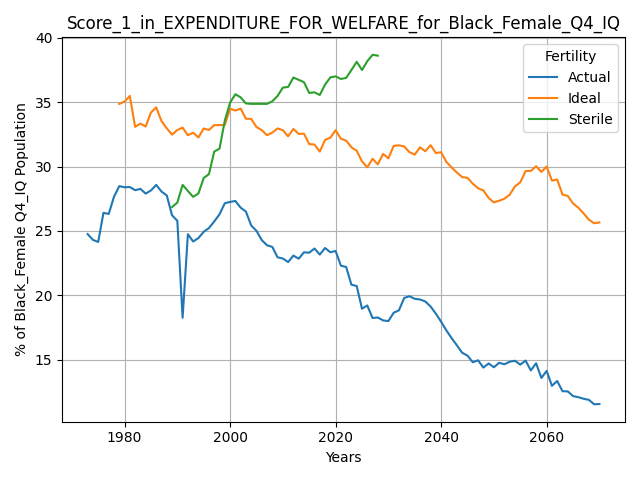 Score_1_in_EXPENDITURE_FOR_WELFARE_for_Black_Female_Q4_IQ
% of Black_Female Q4_IQ Population
40
35
30
25
20
15
Fertility
Actual
Ideal
Sterile
1980
2000
2020
2040
2060
Years